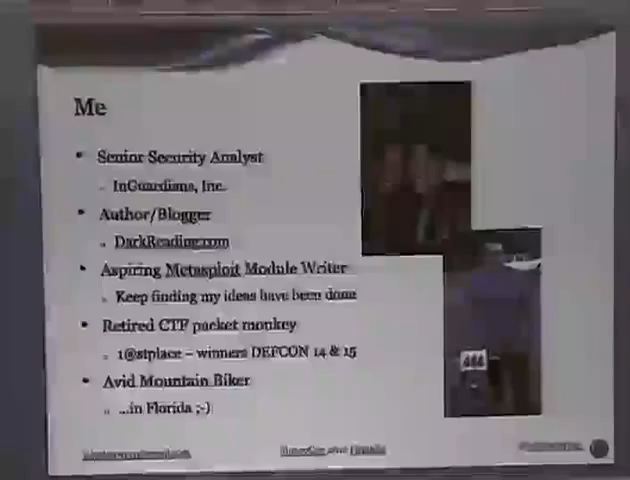 Me
• Senior Security Analyst
InGuardians, Inc.
• Author/Blogger
DarkReading.com
• Aspiring Metasploit Module Writer
Keep finding my ideas have been done
• Retired CTF packet monkey
1@stplace – winners DEFCON 14 & 15
• Avid Mountain Biker
...in Florida ;-)